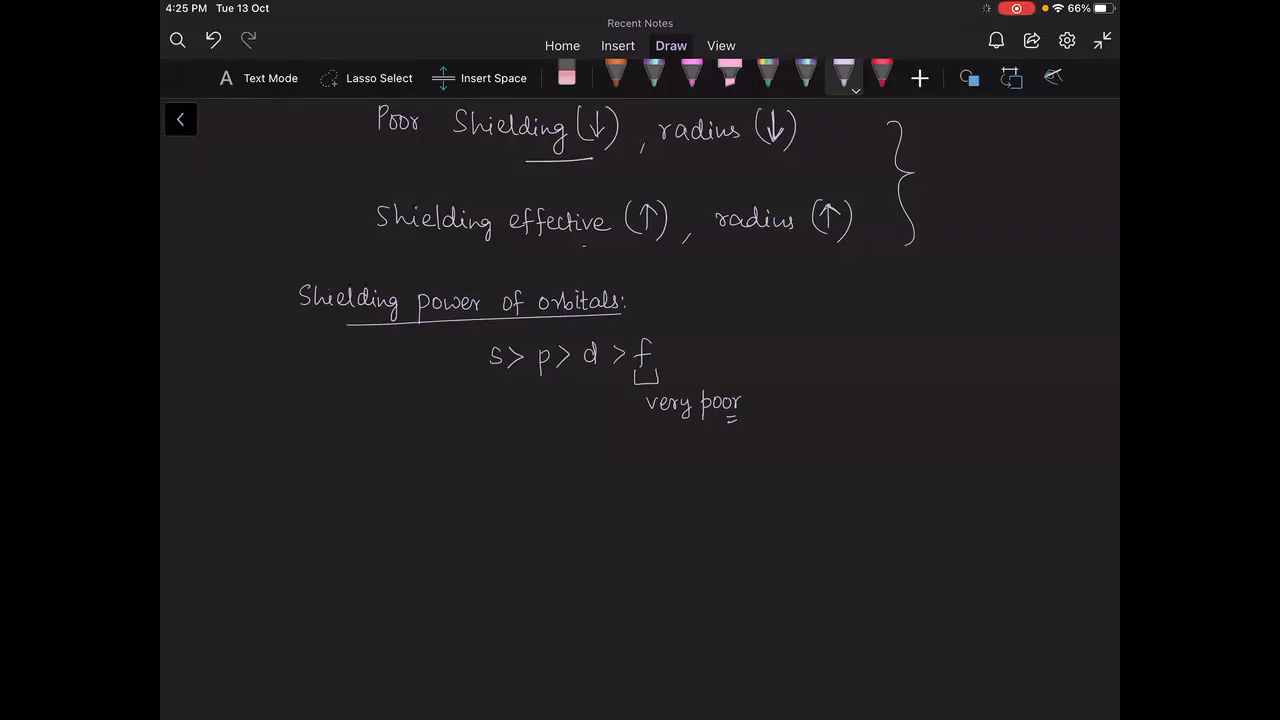 4:25 PM Tue 13 Oct
66%
Recent Notes
Home Insert Draw View
A Text Mode Lasso Select Insert Space
Poor Shielding (↓), radius (↓)
Shielding effective (↑), radius (↑)
Shielding power of orbitals:
s > p > d > f
very poor